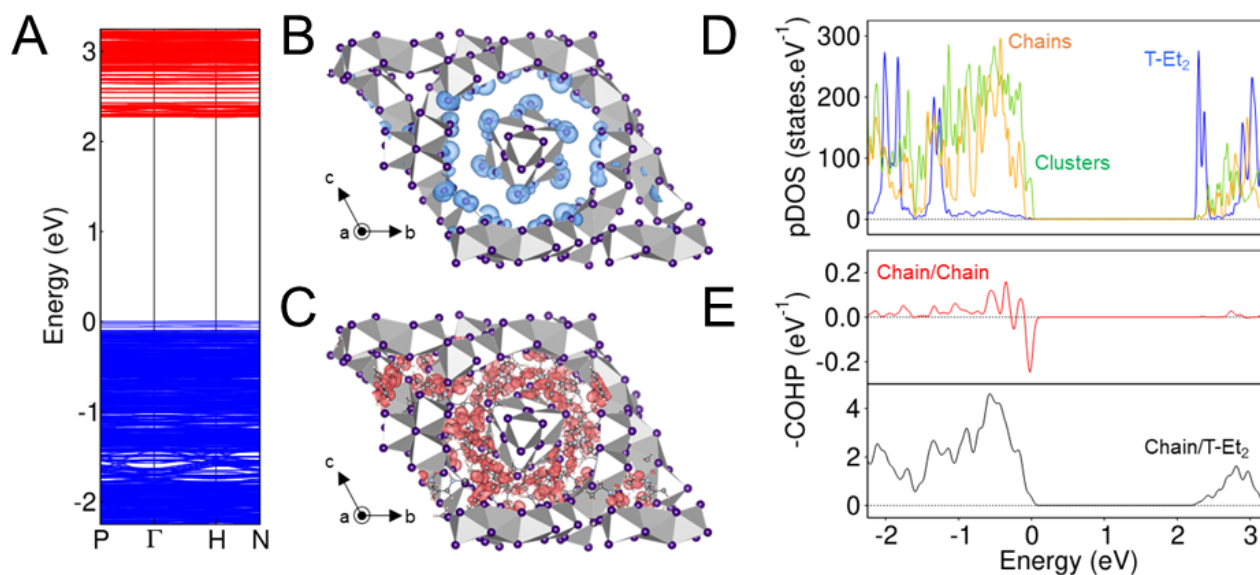 A
Energy (eV)
3
2
1
0
-1
-2
P
Γ
H
N
B
c
a
b
C
c
a
b
D
pDOS (states.eV⁻¹)
300
200
100
0
Chains
T-Et₂
Clusters
E
-COHP (eV⁻¹)
0.2
0.0
-0.2
Chain/Chain
4
2
0
Chain/T-Et₂
-2
-1
0
1
2
3
Energy (eV)